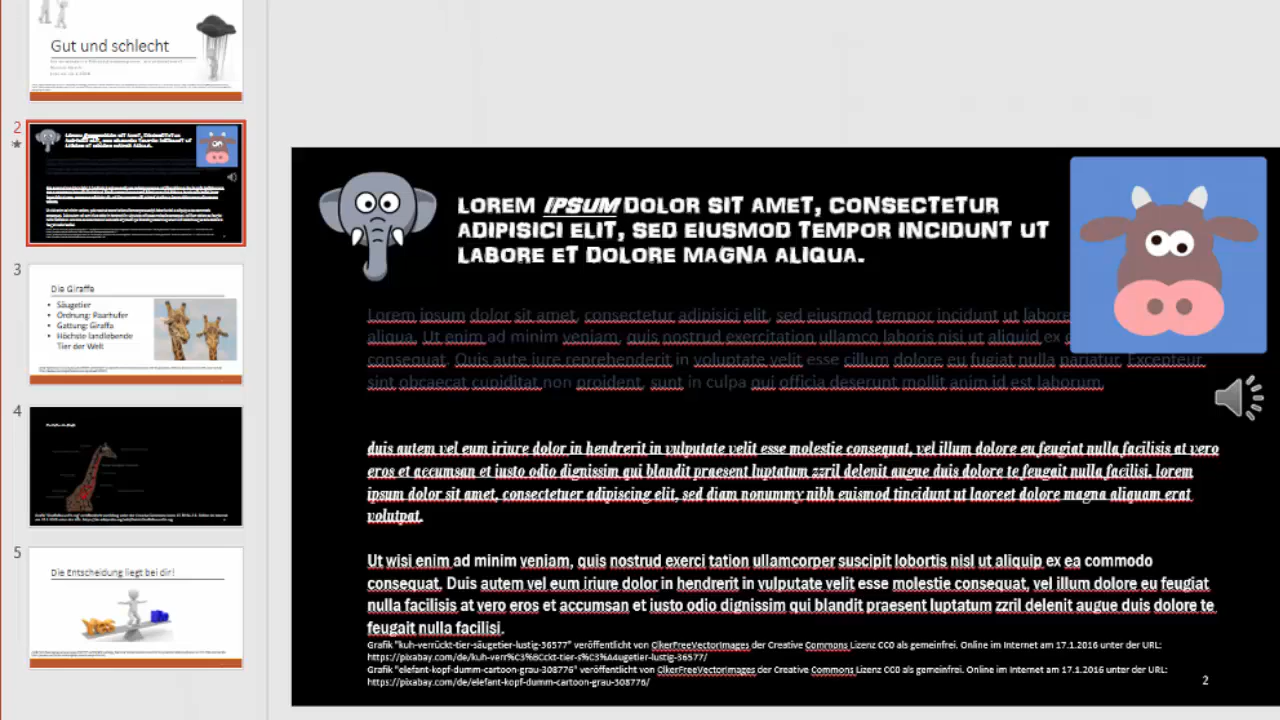 Gut und schlecht
2
3
Die Giraffe
• Säugetier
• Ordnung: Paarhufer
• Gattung: Giraffa
• Höchste landlebende
Tier der Welt
4
5
Die Entscheidung liegt bei dir!
LOREM IPSUM DOLOR SIT AMET, CONSECTETUR
ADIPISICI ELIT, SED EIUSMOD TEMPOR INCIDUNT UT
LABORE ET DOLORE MAGNA ALIQUA.
Lorem ipsum dolor sit amet, consectetur adipisici elit, sed eiusmod tempor incidunt ut labore
aliqua. Ut enim ad minim veniam, quis nostrud exerci tation ullamco laboris nisi ut aliquid ex
consequat. Quis aute iure reprehenderit in voluptate velit esse cillum dolore eu fugiat nulla pariatur. Excepteur
sint obcaecat cupiditat non proident, sunt in culpa qui officia deserunt mollit anim id est laborum.
duis autem vel eum iriure dolor in hendrerit in vulputate velit esse molestie consequat, vel illum dolore eu feugiat nulla facilisis at vero
eros et accumsan et iusto odio dignissim qui blandit praesent luptatum zzril delenit augue duis dolore te feugait nulla facilisi. lorem
ipsum dolor sit amet, consectetuer adipiscing elit, sed diam nonummy nibh euismod tincidunt ut laoreet dolore magna aliquam erat
volutpat.
Ut wisi enim ad minim veniam, quis nostrud exerci tation ullamcorper suscipit lobortis nisl ut aliquip ex ea commodo
consequat. Duis autem vel eum iriure dolor in hendrerit in vulputate velit esse molestie consequat, vel illum dolore eu feugiat
nulla facilisis at vero eros et accumsan et iusto odio dignissim qui blandit praesent luptatum zzril delenit augue duis dolore te
feugait nulla facilisi.
Grafik "kuh-verrückt-tier-säugetier-lustig-36577" veröffentlicht von OlkerFreeVectorImages der Creative Commons Lizenz CC0 als gemeinfrei. Online im Internet am 17.1.2016 unter der URL:
https://pixabay.com/de/kuh-verr%C3%BCckt-tier-s%C3%A4ugetier-lustig-36577/
Grafik "elefant-kopf-dumm-cartoon-grau-308776" veröffentlicht von OlkerFreeVectorImages der Creative Commons Lizenz CC0 als gemeinfrei. Online im Internet am 17.1.2016 unter der URL:
https://pixabay.com/de/elefant-kopf-dumm-cartoon-grau-308776/
2